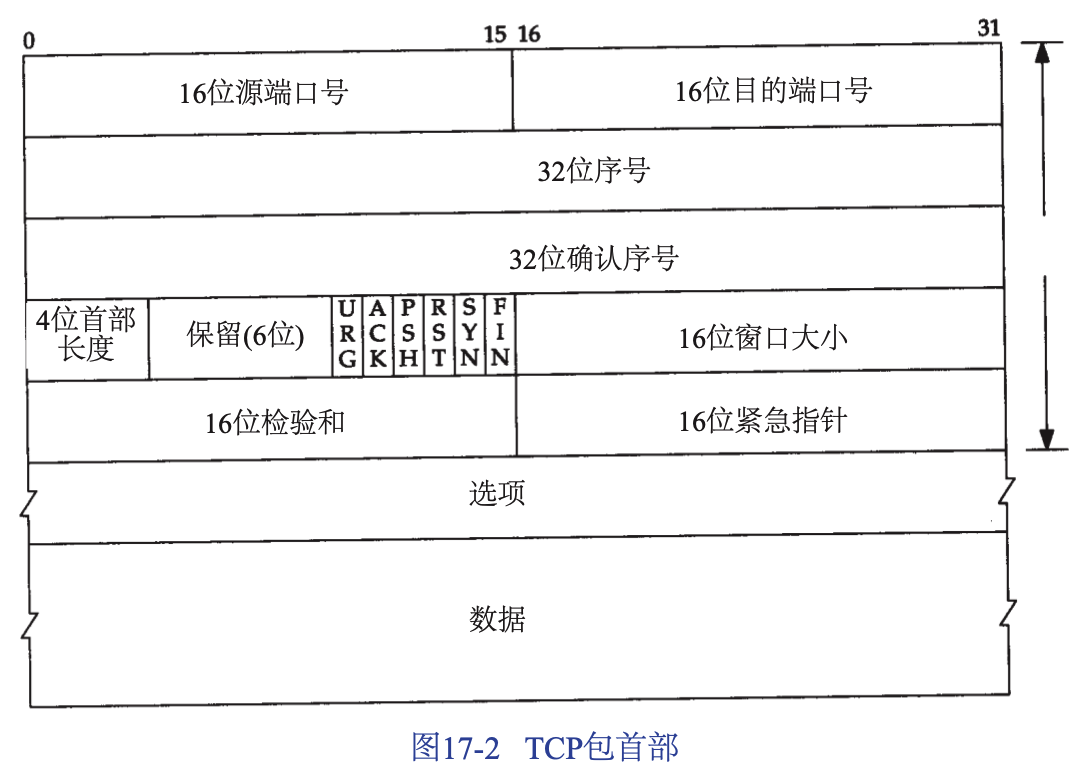 0 15 16 31
16位源端口号 16位目的端口号
32位序号
32位确认序号
4位首部
长度
保留(6位)
URG
ACK
PSH
RST
SYN
FIN
16位窗口大小
16位检验和 16位紧急指针
选项
数据
图17-2 TCP包首部